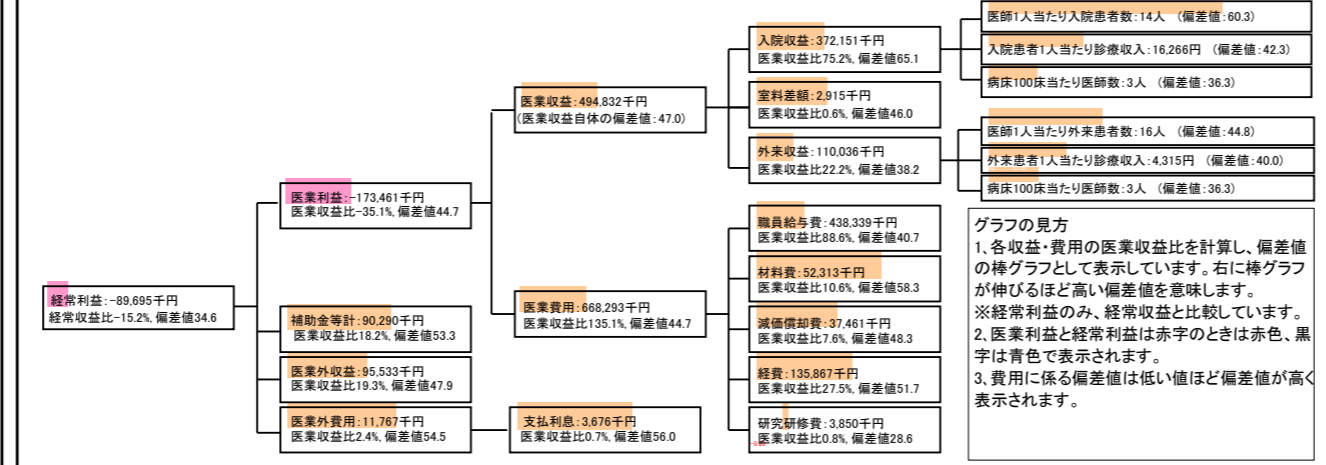 経常利益:-89,695千円
経常収益比-15.2%, 偏差値34.6
医業利益:-173,461千円
医業収益比-35.1%, 偏差値44.7
補助金等計:90,290千円
医業収益比18.2%, 偏差値53.3
医業外収益:95,533千円
医業収益比19.3%, 偏差値47.9
医業外費用:11,767千円
医業収益比2.4%, 偏差値54.5
医業収益:494,832千円
(医業収益自体の偏差値:47.0)
医業費用:668,293千円
医業収益比135.1%, 偏差値44.7
支払利息:3,676千円
医業収益比0.7%, 偏差値56.0
入院収益:372,151千円
医業収益比75.2%, 偏差値65.1
室料差額:2,915千円
医業収益比0.6%, 偏差値46.0
外来収益:110,036千円
医業収益比22.2%, 偏差値38.2
職員給与費:438,339千円
医業収益比88.6%, 偏差値40.7
材料費:52,313千円
医業収益比10.6%, 偏差値58.3
減価償却費:37,461千円
医業収益比7.6%, 偏差値48.3
経費:135,867千円
医業収益比27.5%, 偏差値51.7
研究研修費:3,850千円
医業収益比0.8%, 偏差値28.6
医師1人当たり入院患者数:14人 (偏差値:60.3)
入院患者1人当たり診療収入:16,266円 (偏差値:42.3)
病床100床当たり医師数:3人 (偏差値:36.3)
医師1人当たり外来患者数:16人 (偏差値:44.8)
外来患者1人当たり診療収入:4,315円 (偏差値:40.0)
病床100床当たり医師数:3人 (偏差値:36.3)
グラフの見方
1、各収益・費用の医業収益比を計算し、偏差値
の棒グラフとして表示しています。右に棒グラフ
が伸びるほど高い偏差値を意味します。
※経常利益のみ、経常収益と比較しています。
2、医業利益と経常利益は赤字のときは赤色、黒
字は青色で表示されます。
3、費用に係る偏差値は低い値ほど偏差値が高く
表示されます。